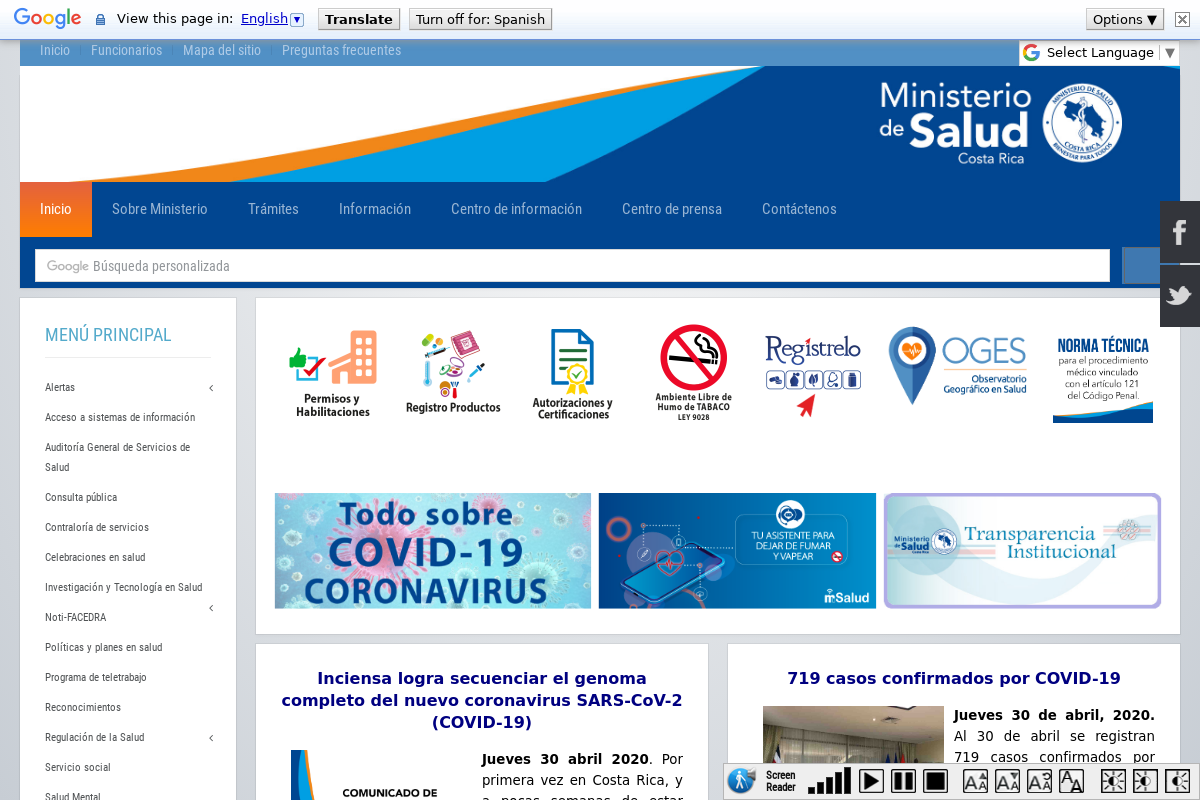 Google View this page in: English ▼ Translate Turn off for: Spanish Options ▼
Inicio Funcionarios Mapa del sitio Preguntas frecuentes
Select Language ▼
Ministerio
de Salud
Costa Rica
MINISTERIO DE SALUD
COSTA RICA
BIENESTAR PARA TODOS
Inicio Sobre Ministerio Trámites Información Centro de información Centro de prensa Contáctenos
Google Búsqueda personalizada
MENÚ PRINCIPAL
Alertas
Acceso a sistemas de información
Auditoría General de Servicios de
Salud
Consulta pública
Contraloría de servicios
Celebraciones en salud
Investigación y Tecnología en Salud
Noti-FACEDRA
Políticas y planes en salud
Programa de teletrabajo
Reconocimientos
Regulación de la Salud
Servicio social
Salud Mental
Permisos y
Habilitaciones
Registro Productos
Autorizaciones y
Certificaciones
Ambiente Libre de
Humo de TABACO
LEY 9028
Regístrelo
OGES
Observatorio
Geográfico en Salud
NORMA TÉCNICA
para el procedimiento
médico vinculado
con el artículo 121
del Código Penal.
Todo sobre
COVID-19
CORONAVIRUS
TU ASISTENTE PARA
DEJAR DE FUMAR
Y VAPEAR
mSalud
Ministerio
de Salud
Costa Rica
Transparencia
Institucional
Inciensa logra secuenciar el genoma
completo del nuevo coronavirus SARS-CoV-2
(COVID-19)
COMUNICADO DE
Jueves 30 abril 2020. Por
primera vez en Costa Rica, y
a pocas semanas de estar
719 casos confirmados por COVID-19
Jueves 30 de abril, 2020.
Al 30 de abril se registran
719 casos confirmados por
Screen
Reader